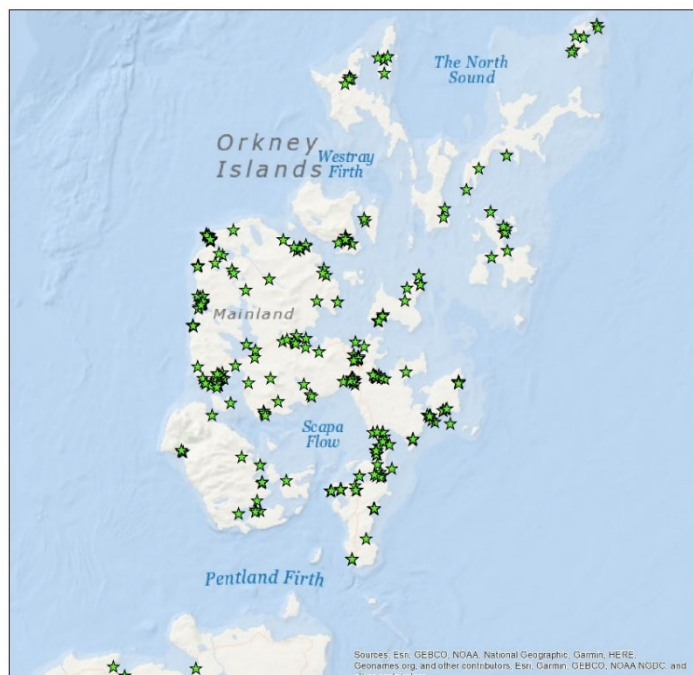 The North
Sound
Orkney
Islands
Westray
Firth
Mainland
Scapa
Flow
Pentland Firth
Sources: Esri, GEBCO, NOAA, National Geographic, Garmin, HERE,
Geonames.org, and other contributors, Esri, Garmin, GEBCO, NOAA NGDC, and